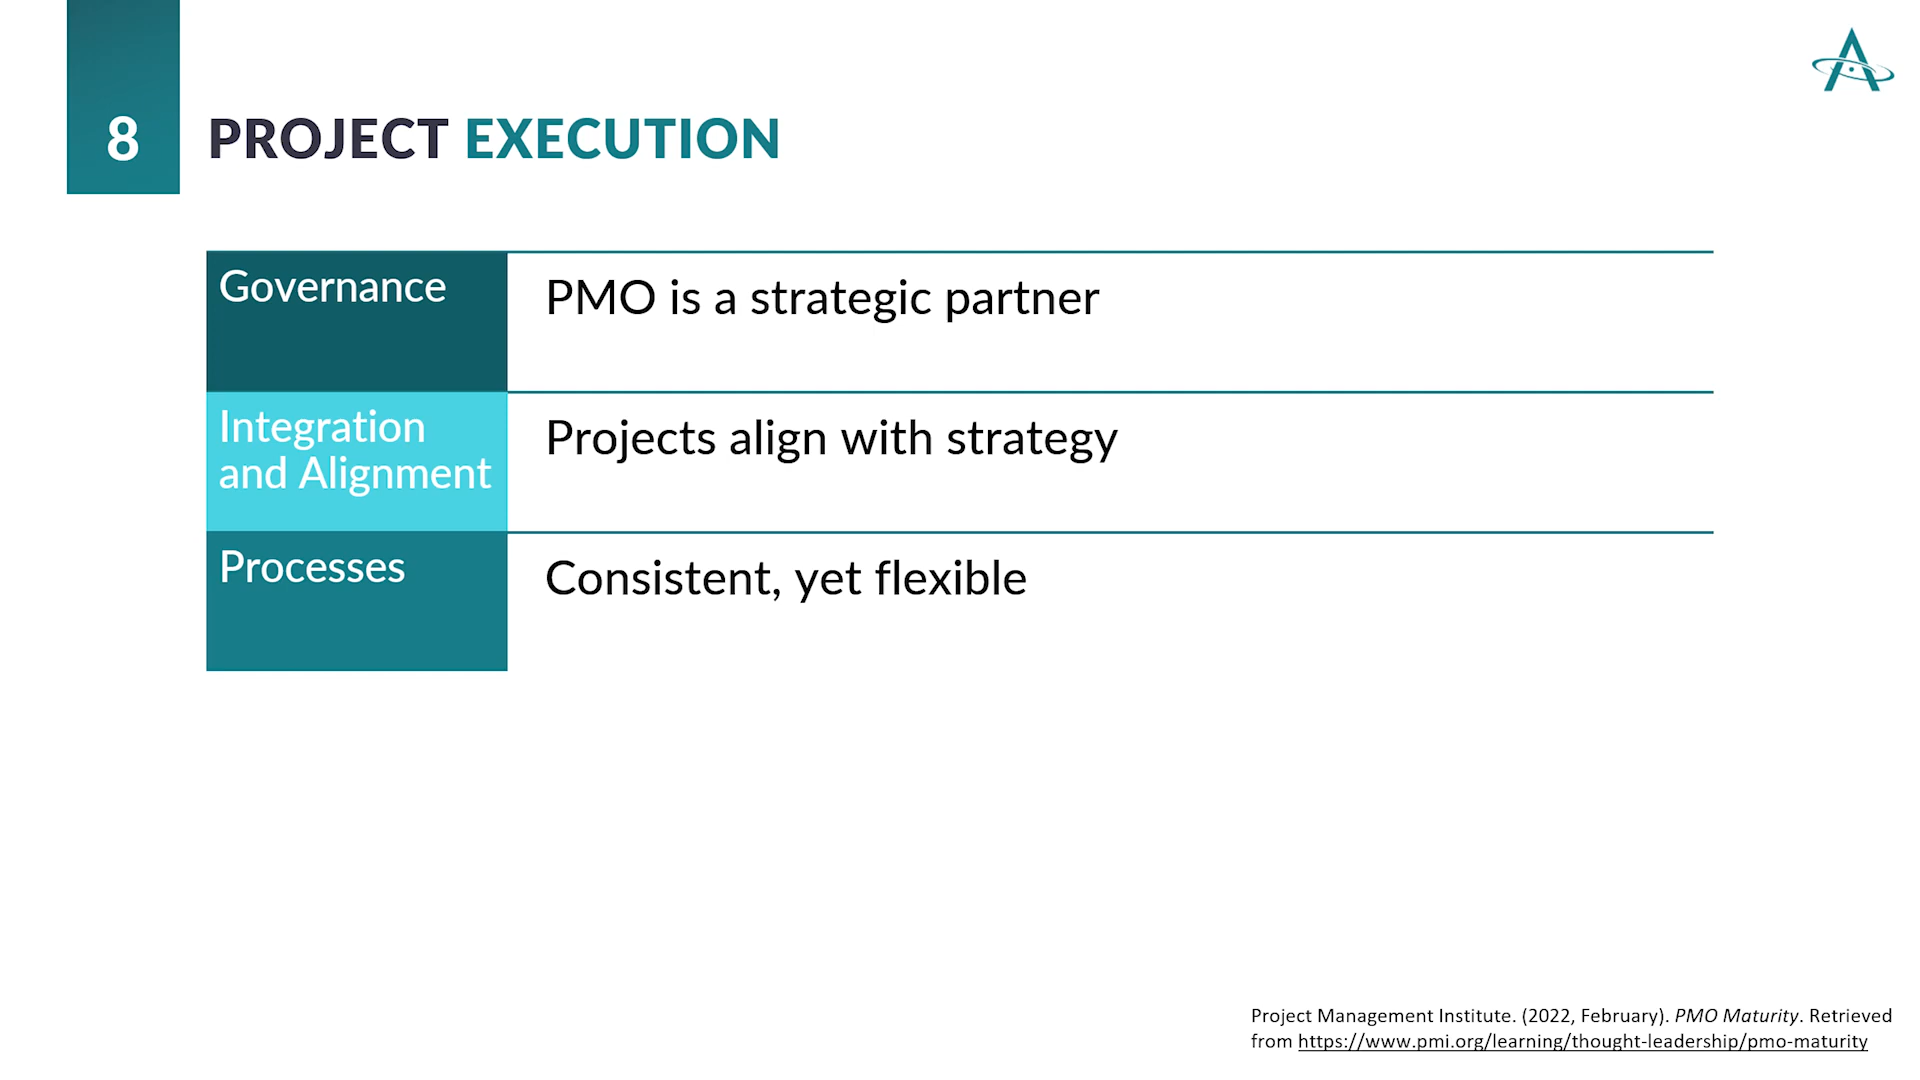 8
PROJECT EXECUTION
Governance
PMO is a strategic partner
Integration
and Alignment
Projects align with strategy
Processes
Consistent, yet flexible
Project Management Institute. (2022, February). PMO Maturity. Retrieved
from https://www.pmi.org/learning/thought-leadership/pmo-maturity